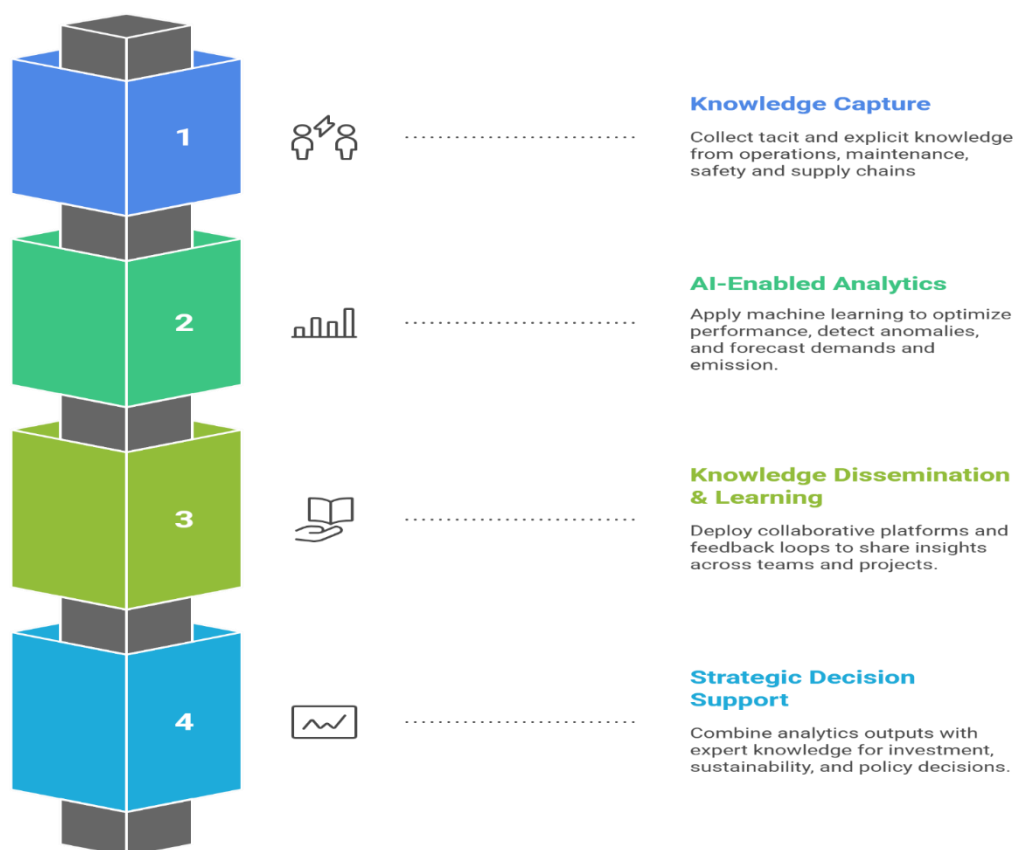 1
Knowledge Capture
Collect tacit and explicit knowledge
from operations, maintenance,
safety and supply chains
2
AI-Enabled Analytics
Apply machine learning to optimize
performance, detect anomalies,
and forecast demands and
emission.
3
Knowledge Dissemination
& Learning
Deploy collaborative platforms and
feedback loops to share insights
across teams and projects.
4
Strategic Decision
Support
Combine analytics outputs with
expert knowledge for investment,
sustainability, and policy decisions.